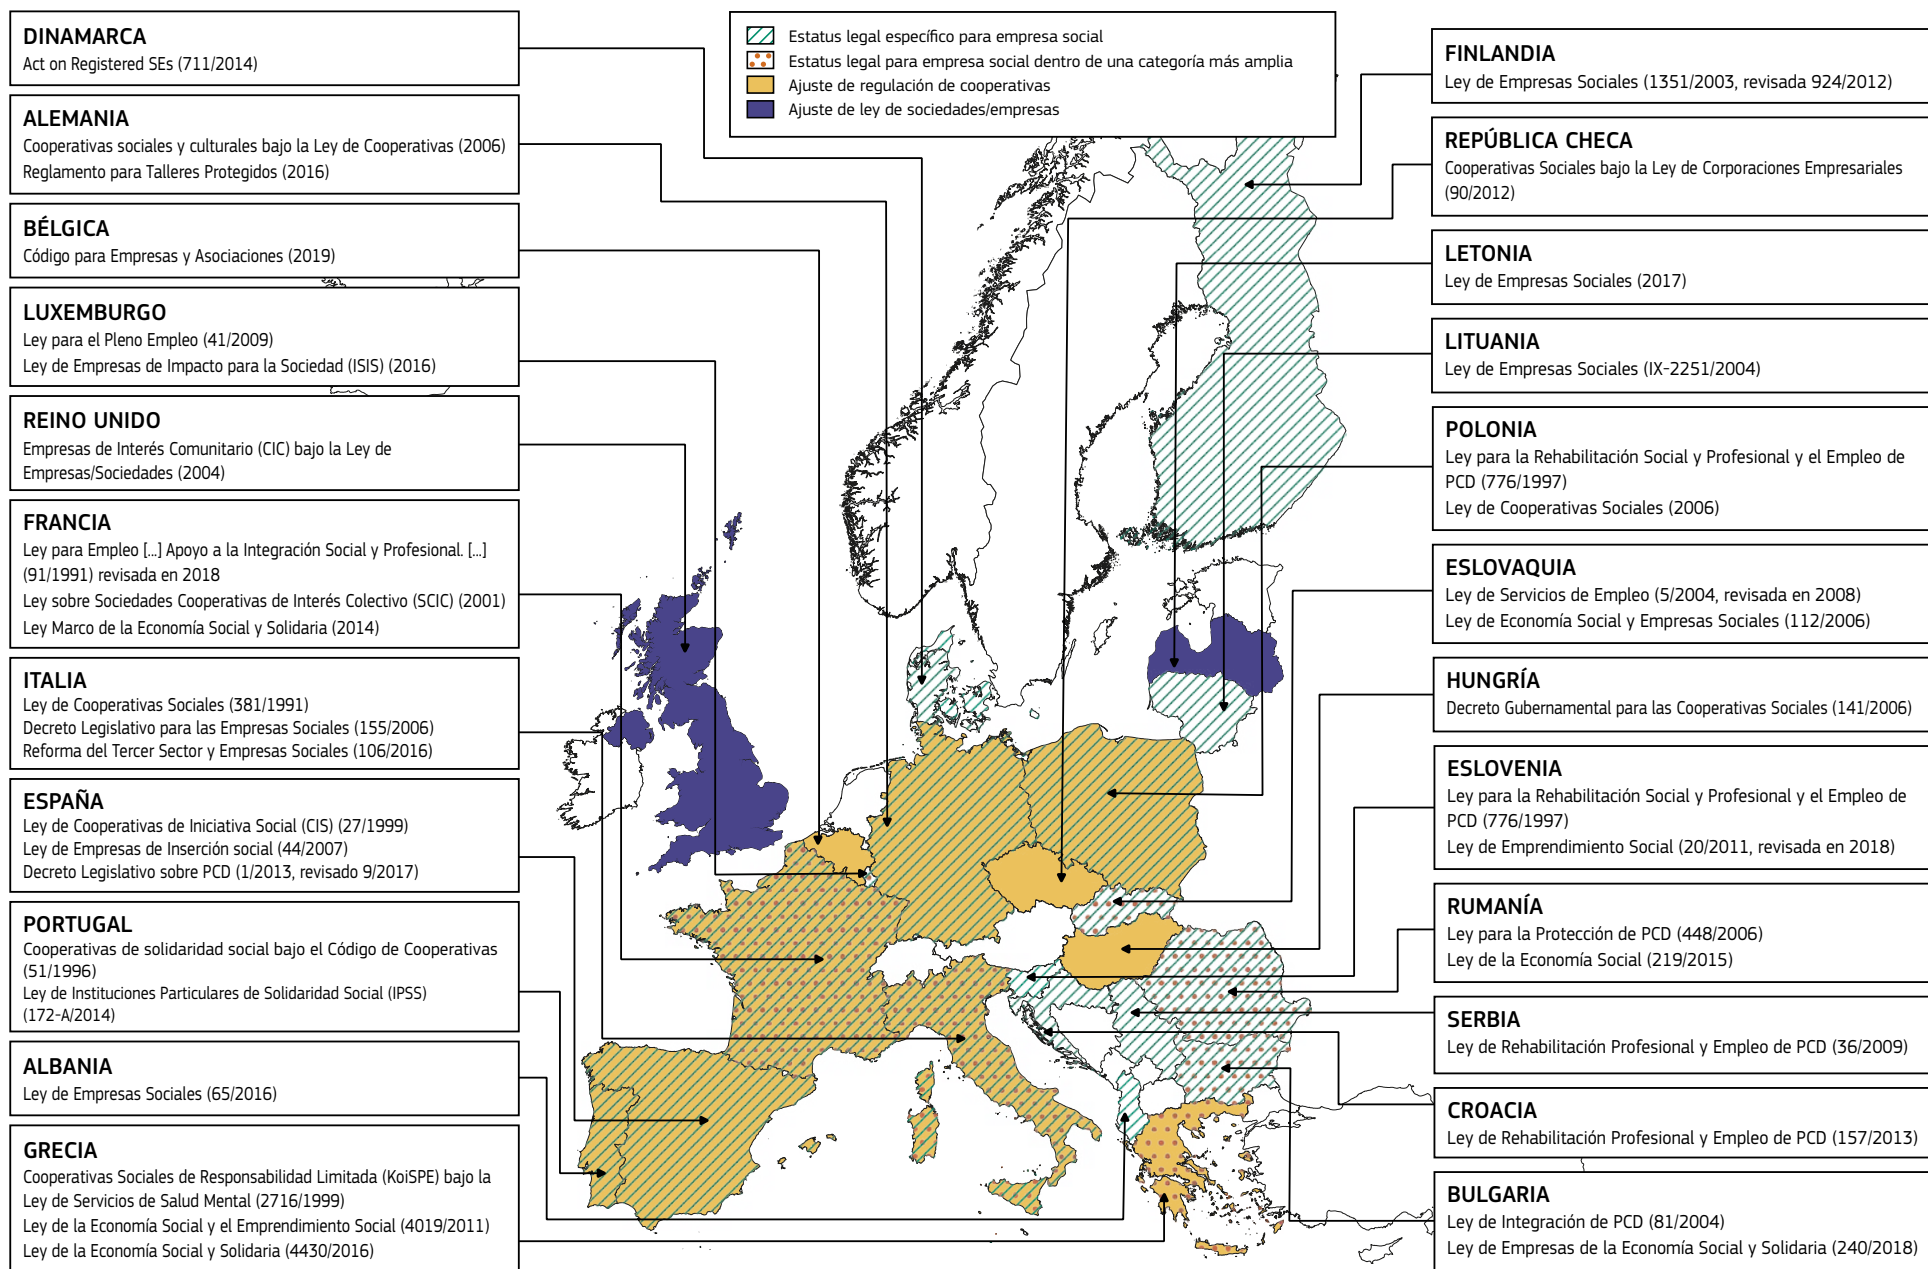 DINAMARCA
Act on Registered SEs (711/2014)
ALEMANIA
Cooperativas sociales y culturales bajo la Ley de Cooperativas (2006)
Reglamento para Talleres Protegidos (2016)
BÉLGICA
Código para Empresas y Asociaciones (2019)
LUXEMBURGO
Ley para el Pleno Empleo (41/2009)
Ley de Empresas de Impacto para la Sociedad (ISIS) (2016)
REINO UNIDO
Empresas de Interés Comunitario (CIC) bajo la Ley de
Empresas/Sociedades (2004)
FRANCIA
Ley para Empleo [...] Apoyo a la Integración Social y Profesional. [...]
(91/1991) revisada en 2018
Ley sobre Sociedades Cooperativas de Interés Colectivo (SCIC) (2001)
Ley Marco de la Economía Social y Solidaria (2014)
ITALIA
Ley de Cooperativas Sociales (381/1991)
Decreto Legislativo para las Empresas Sociales (155/2006)
Reforma del Tercer Sector y Empresas Sociales (106/2016)
ESPAÑA
Ley de Cooperativas de Iniciativa Social (CIS) (27/1999)
Ley de Empresas de Inserción social (44/2007)
Decreto Legislativo sobre PCD (1/2013, revisado 9/2017)
PORTUGAL
Cooperativas de solidaridad social bajo el Código de Cooperativas
(51/1996)
Ley de Instituciones Particulares de Solidaridad Social (IPSS)
(172-A/2014)
ALBANIA
Ley de Empresas Sociales (65/2016)
GRECIA
Cooperativas Sociales de Responsabilidad Limitada (KoiSPE) bajo la
Ley de Servicios de Salud Mental (2716/1999)
Ley de la Economía Social y el Emprendimiento Social (4019/2011)
Ley de la Economía Social y Solidaria (4430/2016)
Estatus legal específico para empresa social
Estatus legal para empresa social dentro de una categoría más amplia
Ajuste de regulación de cooperativas
Ajuste de ley de sociedades/empresas
FINLANDIA
Ley de Empresas Sociales (1351/2003, revisada 924/2012)
REPÚBLICA CHECA
Cooperativas Sociales bajo la Ley de Corporaciones Empresariales
(90/2012)
LETONIA
Ley de Empresas Sociales (2017)
LITUANIA
Ley de Empresas Sociales (IX-2251/2004)
POLONIA
Ley para la Rehabilitación Social y Profesional y el Empleo de
PCD (776/1997)
Ley de Cooperativas Sociales (2006)
ESLOVAQUIA
Ley de Servicios de Empleo (5/2004, revisada en 2008)
Ley de Economía Social y Empresas Sociales (112/2006)
HUNGRÍA
Decreto Gubernamental para las Cooperativas Sociales (141/2006)
ESLOVENIA
Ley para la Rehabilitación Social y Profesional y el Empleo de
PCD (776/1997)
Ley de Emprendimiento Social (20/2011, revisada en 2018)
RUMANÍA
Ley para la Protección de PCD (448/2006)
Ley de la Economía Social (219/2015)
SERBIA
Ley de Rehabilitación Profesional y Empleo de PCD (36/2009)
CROACIA
Ley de Rehabilitación Profesional y Empleo de PCD (157/2013)
BULGARIA
Ley de Integración de PCD (81/2004)
Ley de Empresas de la Economía Social y Solidaria (240/2018)